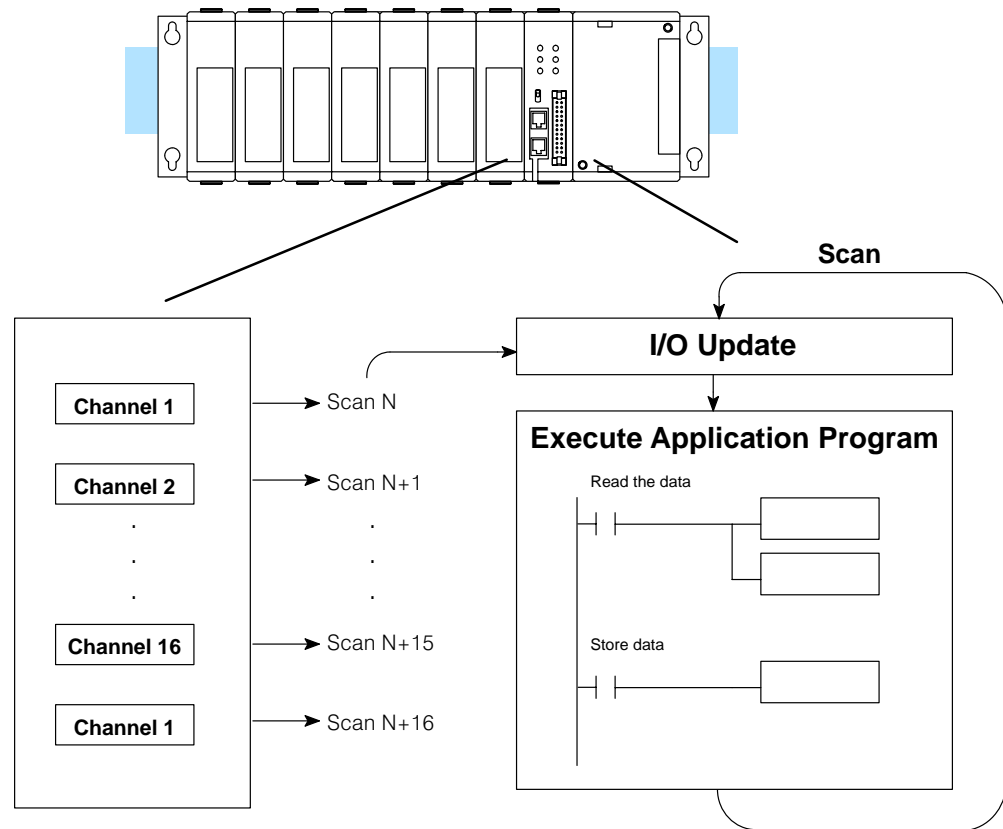 Scan
I/O Update
Execute Application Program
Read the data
Store data
Channel 1
Scan N
Channel 2
Scan N+1
.
.
.
.
.
.
Channel 16
Scan N+15
Channel 1
Scan N+16